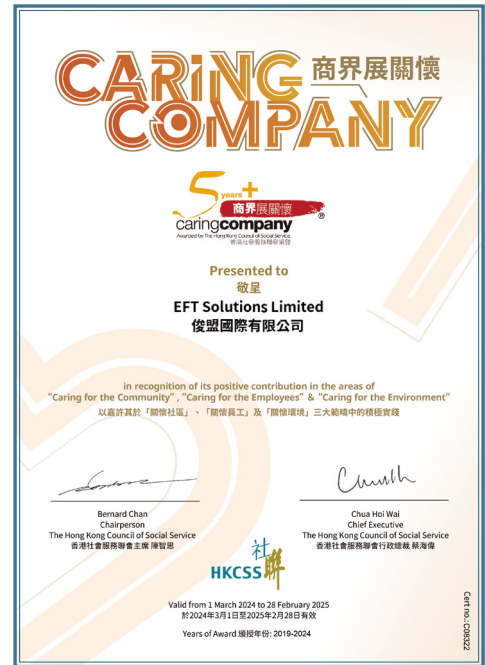 CARING 商界展關懷
COMPANY
5 years+
商界展關懷
®
caringcompany
Awarded by The Hong Kong Council of Social Service
香港社會服務聯會頒發
Presented to
敬呈
EFT Solutions Limited
俊盟國際有限公司
in recognition of its positive contribution in the areas of
“Caring for the Community”, “Caring for the Employees” & “Caring for the Environment”
以嘉許其於「關懷社區」、「關懷員工」及「關懷環境」三大範疇中的積極實踐
Bernard Chan
Chairperson
The Hong Kong Council of Social Service
香港社會服務聯會主席 陳智思
Chua Hoi Wai
Chief Executive
The Hong Kong Council of Social Service
香港社會服務聯會行政總裁 蔡海偉
HKCSS 社聯
Valid from 1 March 2024 to 28 February 2025
於2024年3月1日至2025年2月28日有效
Years of Award 頒授年份: 2019-2024
Cert no.: C08322